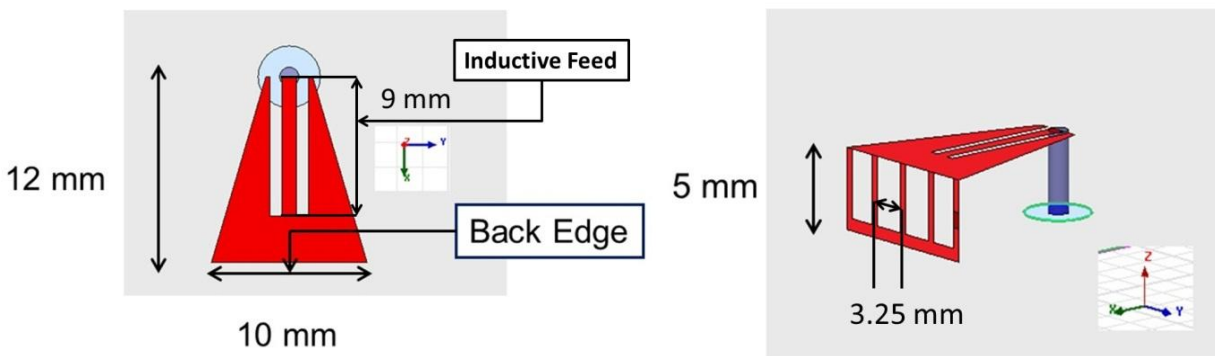 Inductive Feed
9 mm
Z
Y
X
12 mm
Back Edge
10 mm
5 mm
3.25 mm
Z
X
Y